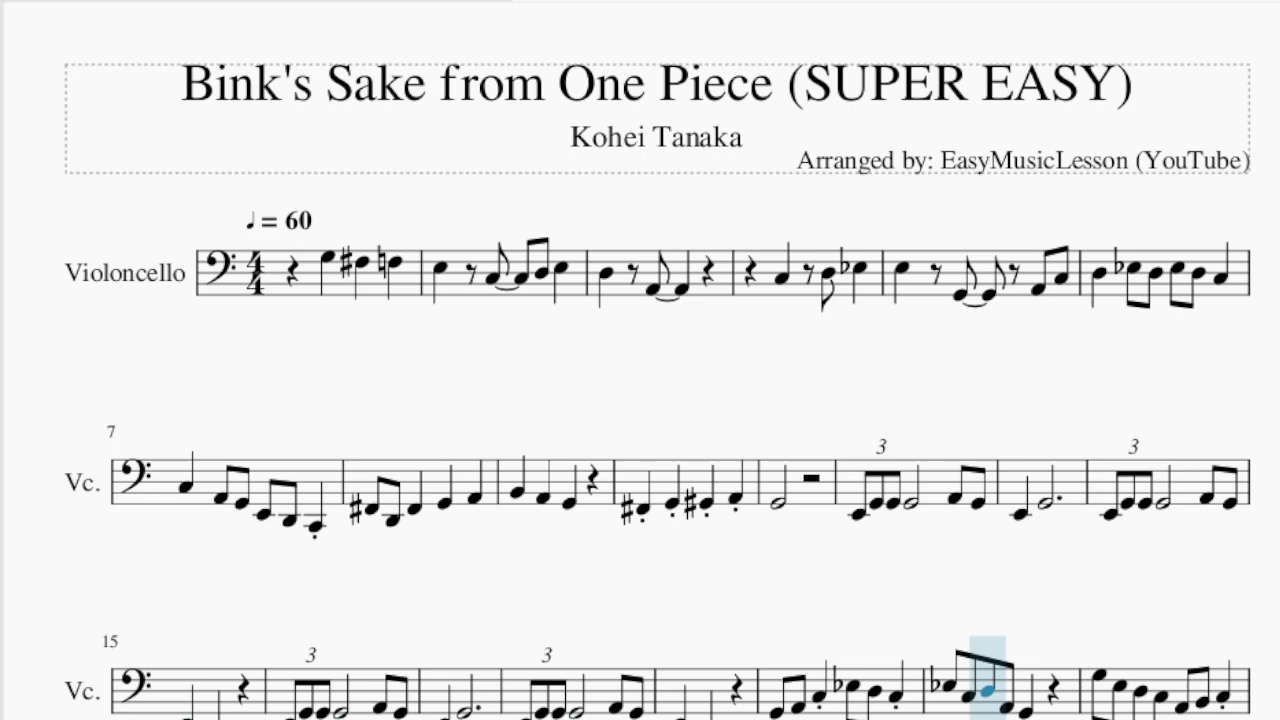 Bink's Sake from One Piece (SUPER EASY)
Kohei Tanaka
Arranged by: EasyMusicLesson (YouTube)
♩ = 60
Violoncello
4
4
7
Vc.
3
3
15
Vc.
3
3